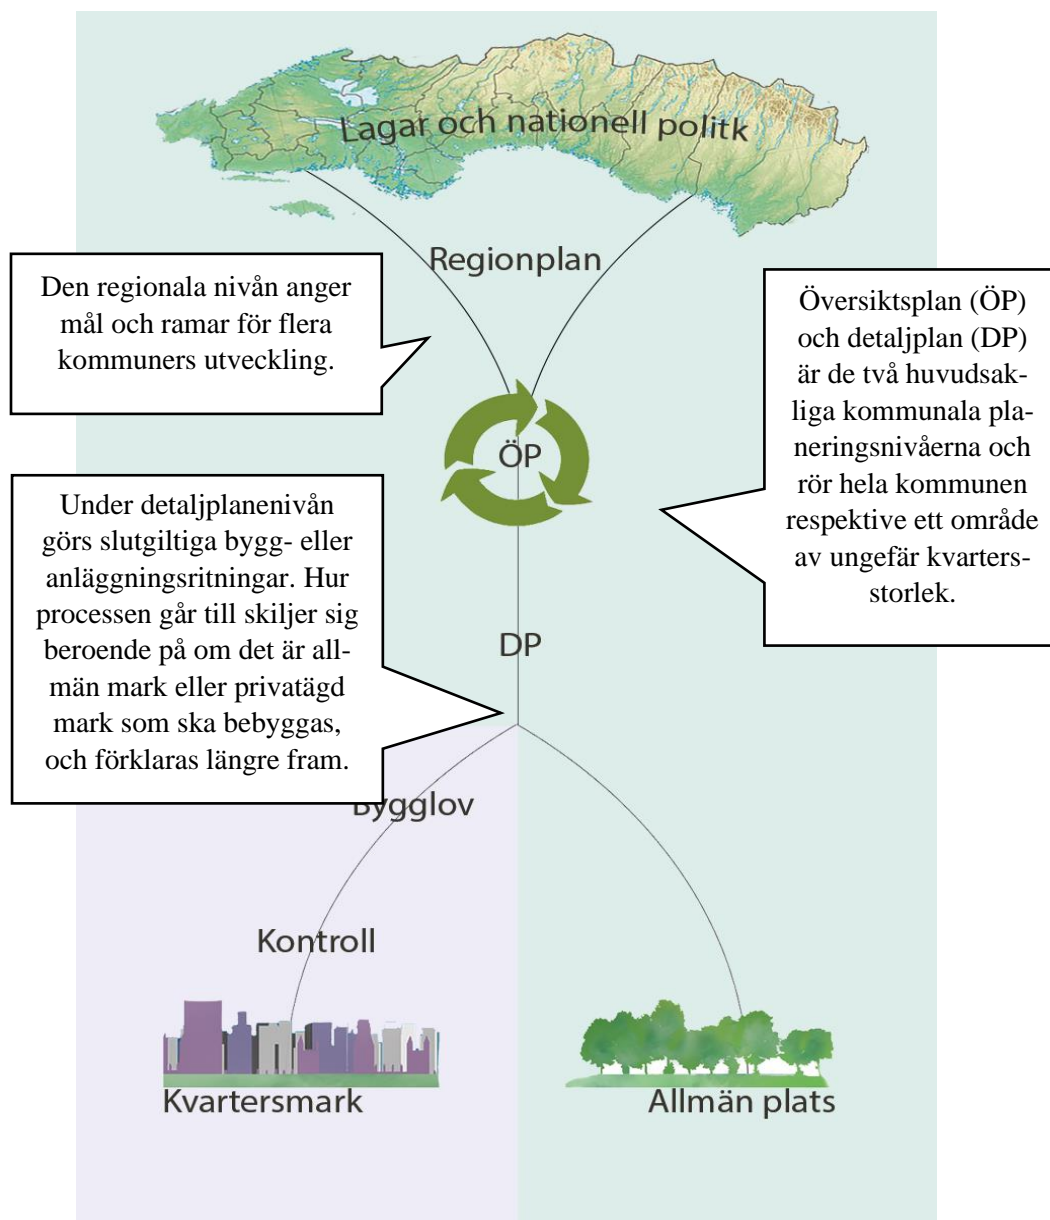 Lagar och nationell politk
Regionplan
Den regionala nivån anger
mål och ramar för flera
kommuners utveckling.
Översiktsplan (ÖP)
och detaljplan (DP)
är de två huvudsak-
liga kommunala pla-
neringsnivåerna och
rör hela kommunen
respektive ett område
av ungefär kvarters-
storlek.
ÖP
Under detaljplanenivån
görs slutgiltiga bygg- eller
anläggningsritningar. Hur
processen går till skiljer sig
beroende på om det är all-
män mark eller privatägd
mark som ska bebyggas,
och förklaras längre fram.
DP
Bygglov
Kontroll
Kvartersmark
Allmän plats